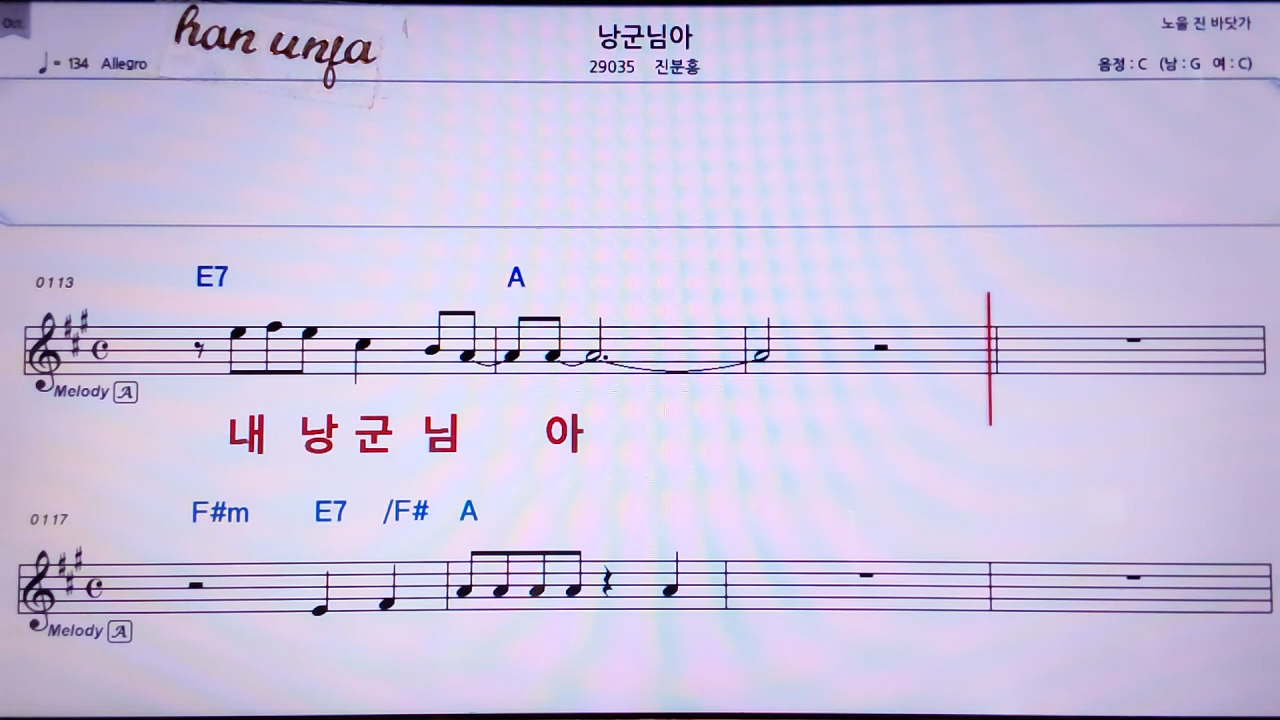 Oct.
han unfa
낭군님아
노을 진 바닷가
♩= 134 Allegro
29035 진분홍
음정 : C (남 : G 여 : C)
0113
E7 A
Melody A
내 낭 군 님 아
0117
F#m E7 /F# A
Melody A